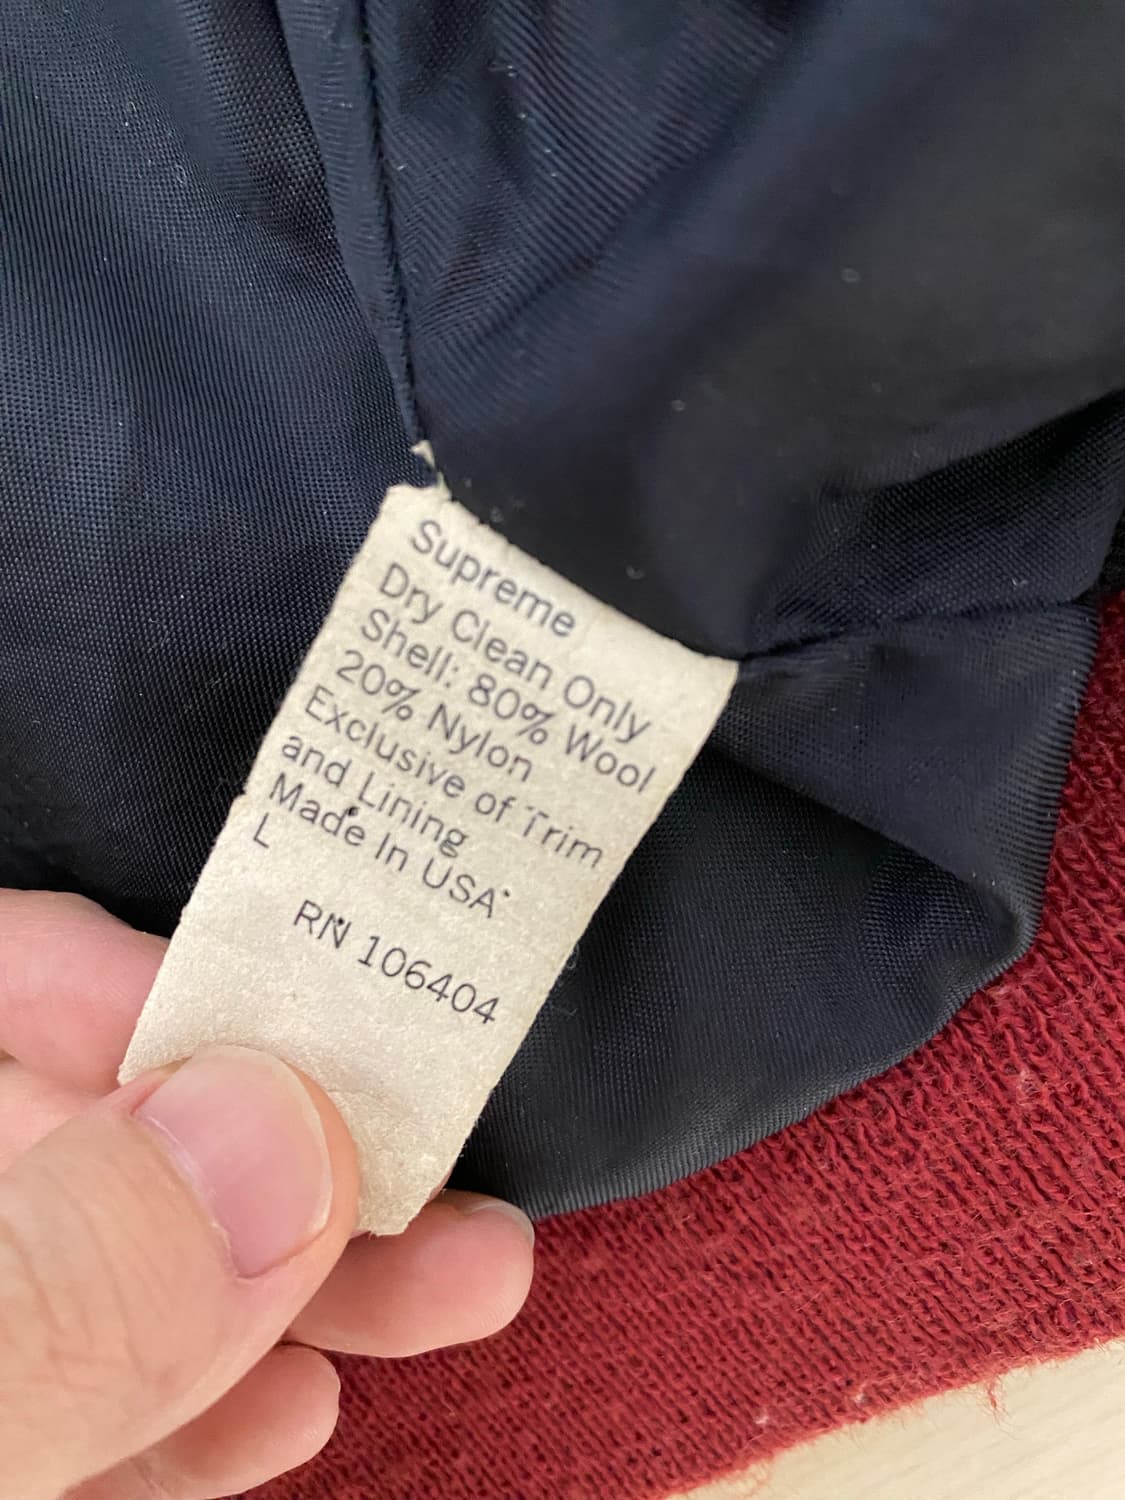 Supreme
Dry Clean Only
Shell: 80% Wool
20% Nylon
Exclusive of Trim
and Lining
Made In USA
L
RN 106404